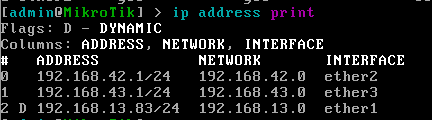 [admin@MikroTik] > ip address print
Flags: D - DYNAMIC
Columns: ADDRESS, NETWORK, INTERFACE
# ADDRESS NETWORK INTERFACE
0 192.168.42.1/24 192.168.42.0 ether2
1 192.168.43.1/24 192.168.43.0 ether3
2 D 192.168.13.83/24 192.168.13.0 ether1